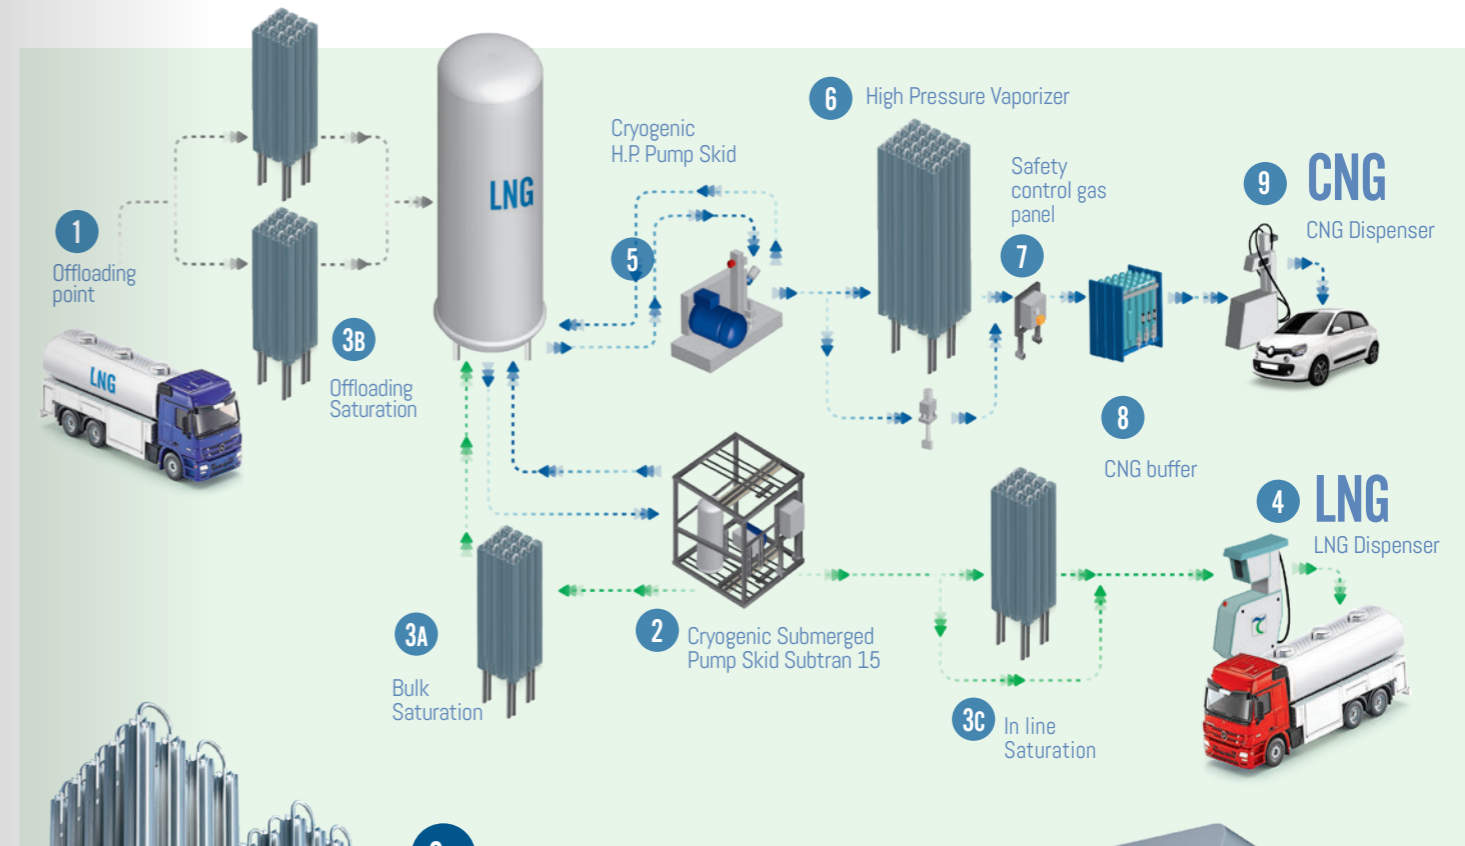 6
High Pressure Vaporizer
Cryogenic
H.P. Pump Skid
Safety
control gas
panel
9
CNG
CNG Dispenser
LNG
1
Offloading
point
5
7
3B
Offloading
Saturation
LNG
8
CNG buffer
4
LNG
LNG Dispenser
3A
Bulk
Saturation
2
Cryogenic Submerged
Pump Skid Subtran 15
3C
In line
Saturation